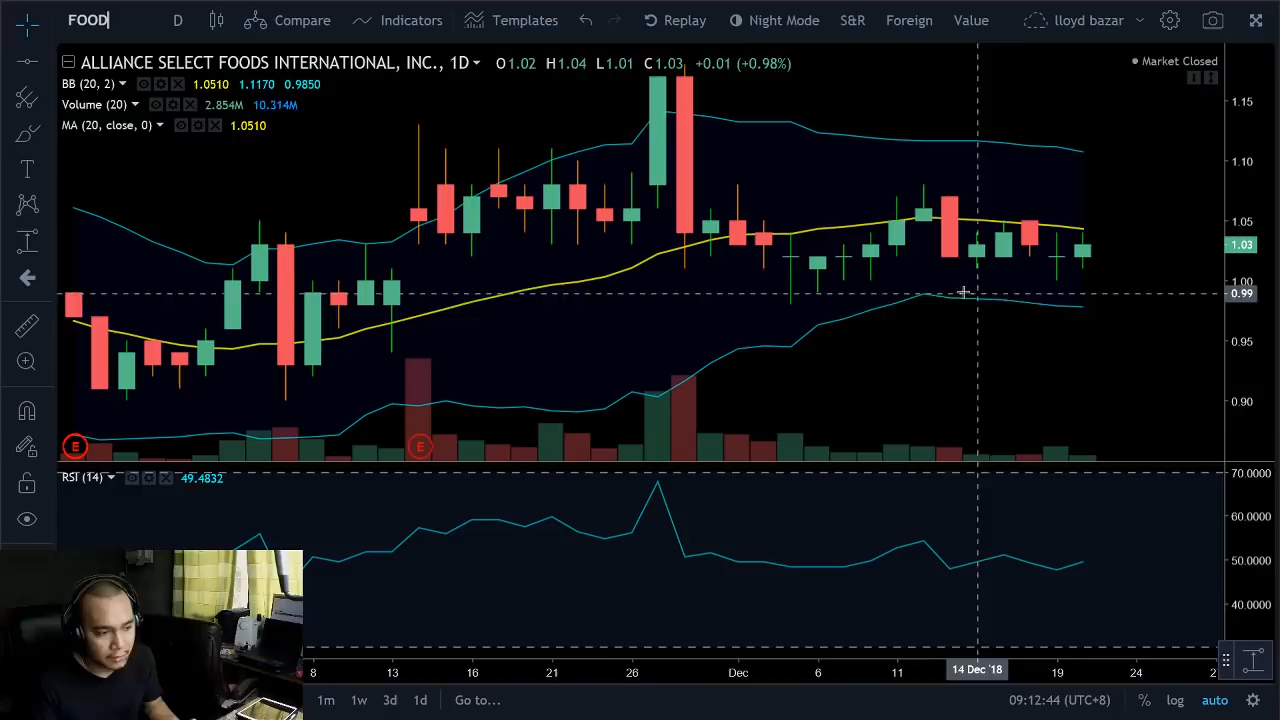 FOOD D Compare Indicators Templates Replay Night Mode S&R Foreign Value lloyd bazar
ALLIANCE SELECT FOODS INTERNATIONAL, INC., 1D O1.02 H1.04 L1.01 C1.03 +0.01 (+0.98%)
Market Closed
BB (20, 2) 1.0510 1.1170 0.9850
Volume (20) 2.854M 10.314M
MA (20, close, 0) 1.0510
1.15
1.10
1.05
1.03
1.00
0.99
0.95
0.90
E E
RSI (14) 49.4832
70.0000
60.0000
50.0000
40.0000
8 13 16 21 26 Dec 6 11 14 Dec '18 19 24 2
1m 1w 3d 1d Go to... 09:12:44 (UTC+8) % log auto